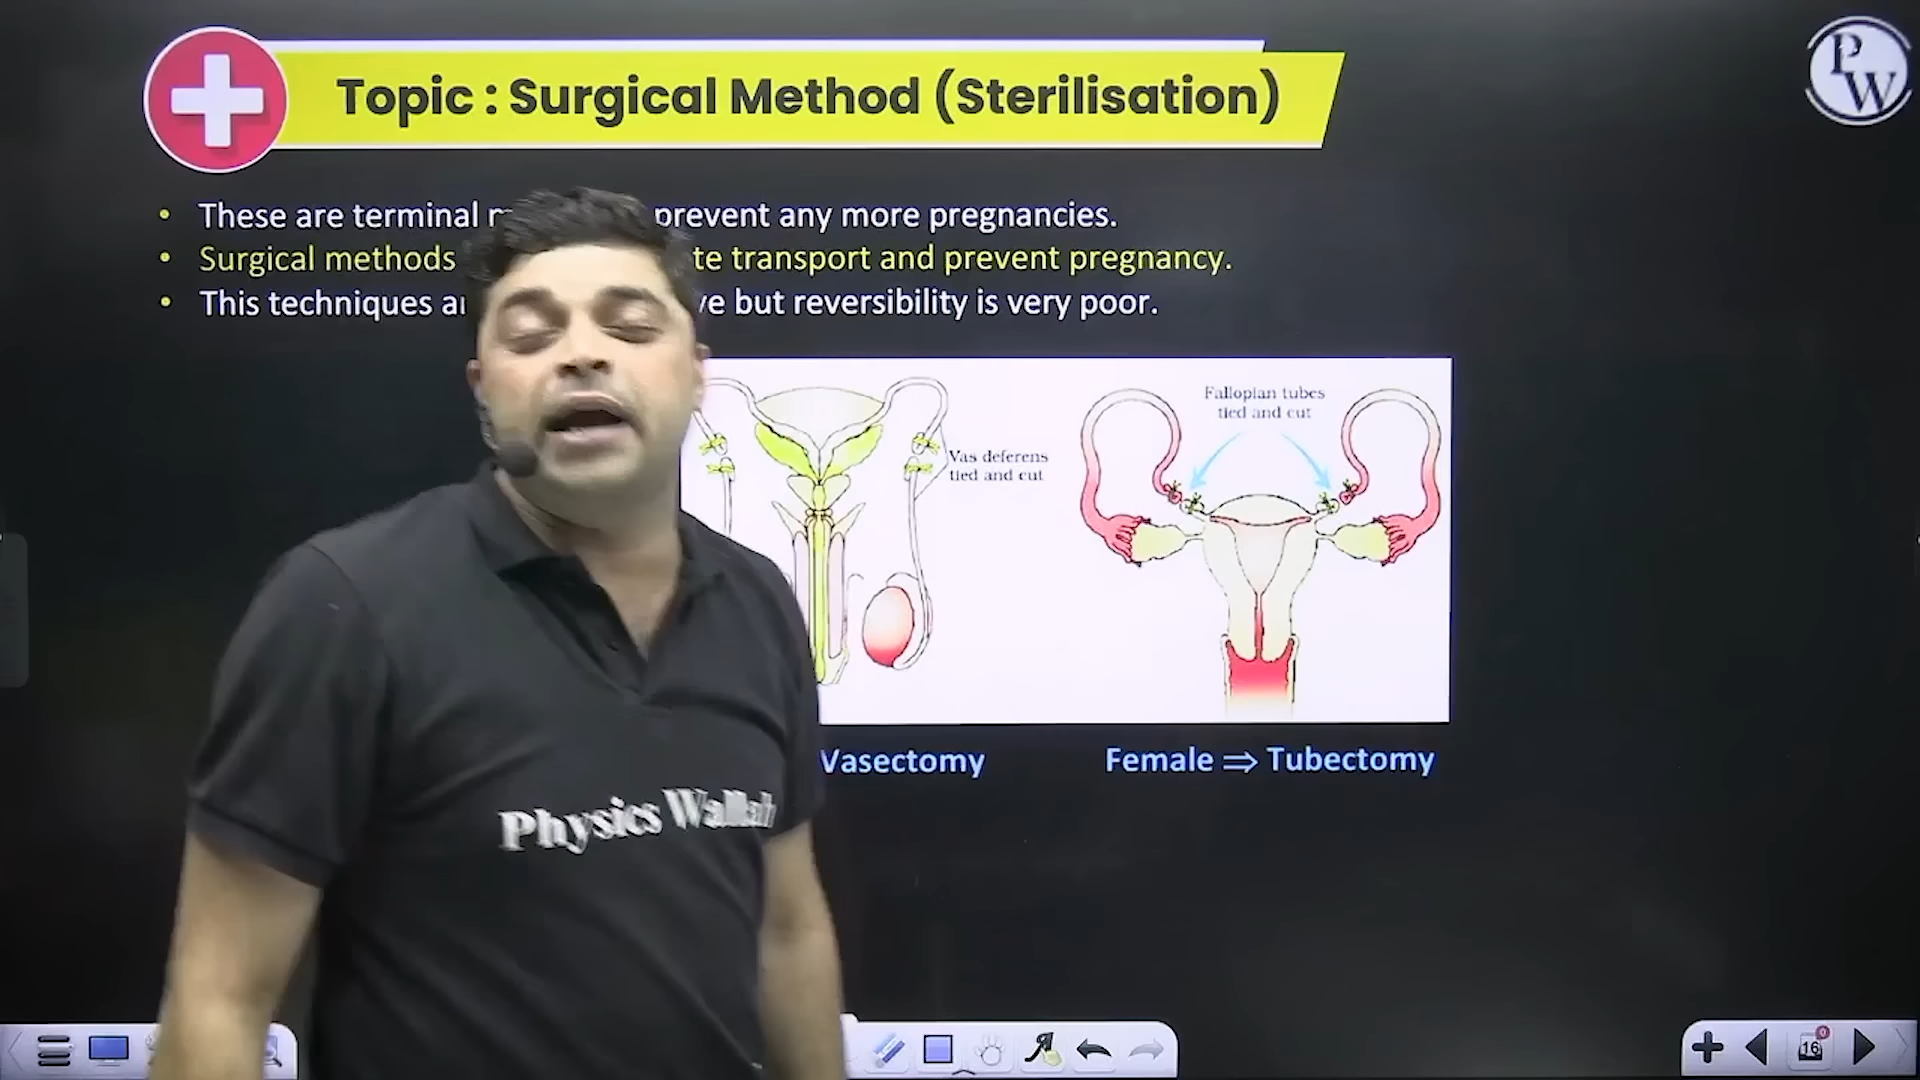 Topic : Surgical Method (Sterilisation)
PW
• These are terminal prevent any more pregnancies.
• Surgical methods transport and prevent pregnancy.
• This techniques but reversibility is very poor.
Fallopian tubes
tied and cut
Vas deferens
tied and cut
Vasectomy
Female ⇒ Tubectomy
Physics Wallah
16
0